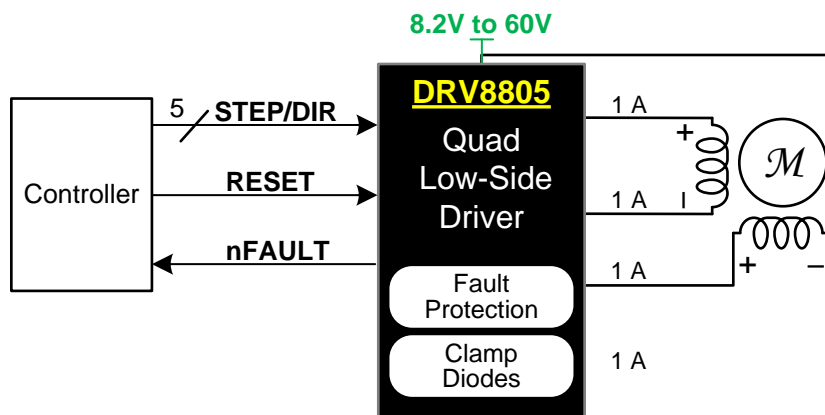 8.2V to 60V
DRV8805
Quad
Low-Side
Driver
Fault
Protection
Clamp
Diodes
Controller
5
STEP/DIR
RESET
nFAULT
1 A
1 A
1 A
1 A
+
–
M
+
–